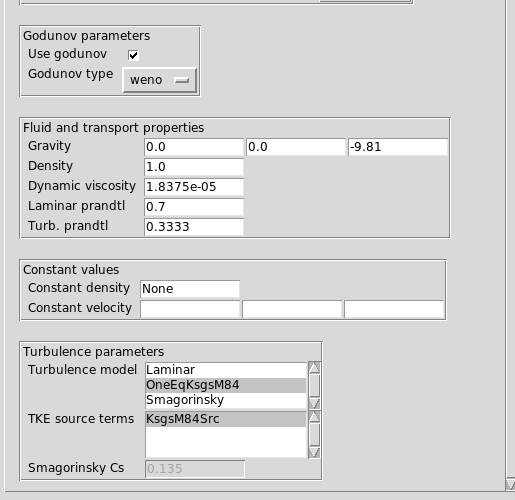 Godunov parameters
Use godunov
Godunov type weno
Fluid and transport properties
Gravity 0.0 0.0 -9.81
Density 1.0
Dynamic viscosity 1.8375e-05
Laminar prandtl 0.7
Turb. prandtl 0.3333
Constant values
Constant density None
Constant velocity
Turbulence parameters
Turbulence model Laminar
OneEqKsgsM84
Smagorinsky
TKE source terms KsgsM84Src
Smagorinsky Cs 0.135